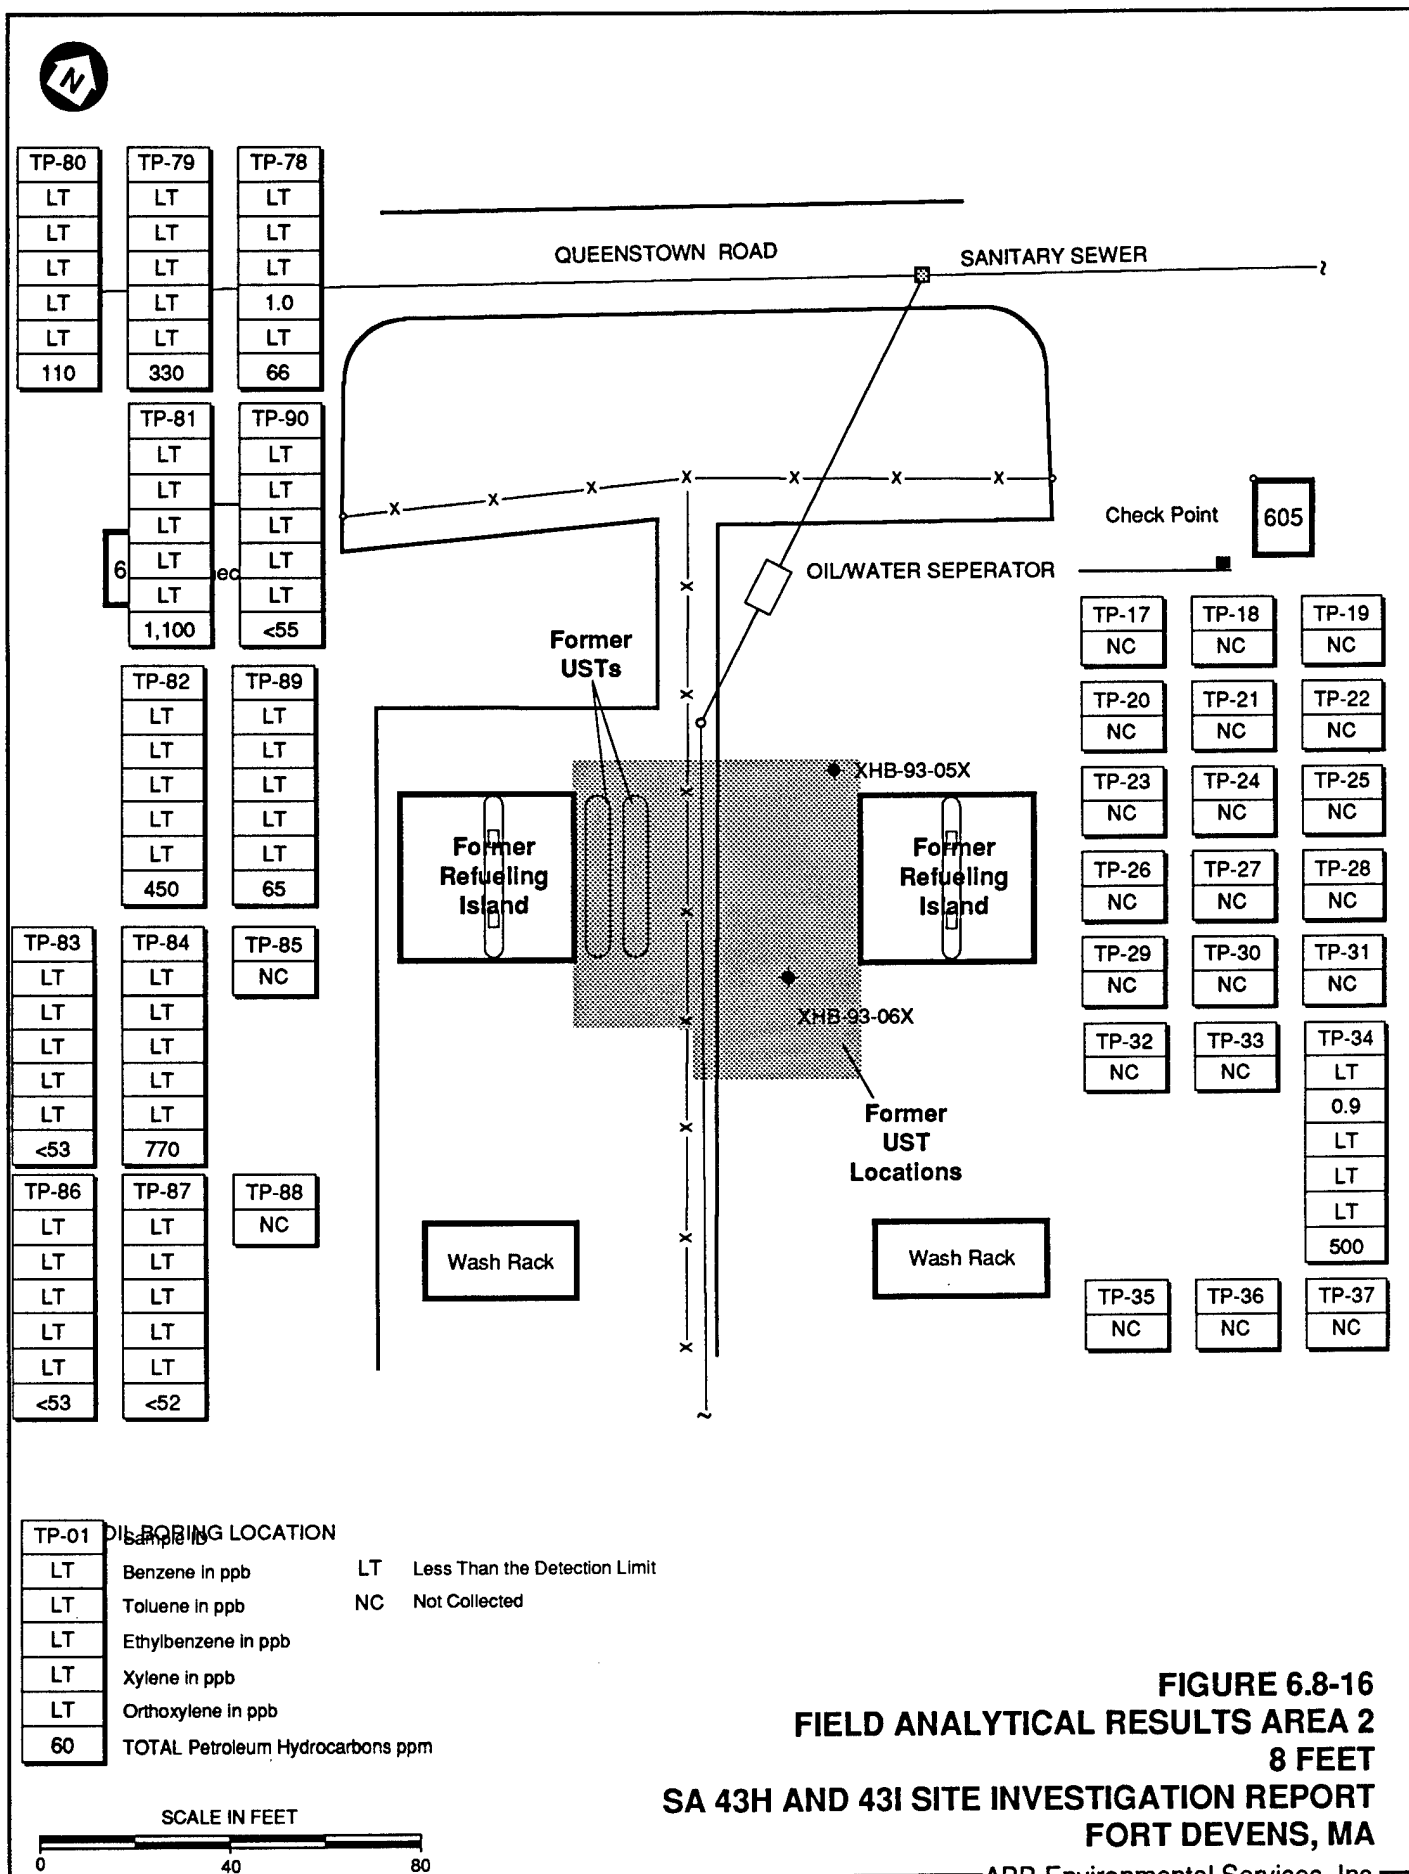 N
TP-80
LT
LT
LT
LT
LT
110
TP-79
LT
LT
LT
LT
LT
330
TP-78
LT
LT
LT
1.0
LT
66
QUEENSTOWN ROAD
SANITARY SEWER
TP-81
LT
LT
LT
LT
LT
1,100
TP-90
LT
LT
LT
LT
LT
<55
6
Check Point
605
OIL/WATER SEPERATOR
Former
USTs
TP-82
LT
LT
LT
LT
LT
450
TP-89
LT
LT
LT
LT
LT
65
TP-83
LT
LT
LT
LT
LT
<53
TP-84
LT
LT
LT
LT
LT
770
TP-85
NC
TP-86
LT
LT
LT
LT
LT
<53
TP-87
LT
LT
LT
LT
LT
<52
TP-88
NC
XHB-93-05X
Former
Refueling
Island
Former
Refueling
Island
XHB-93-06X
Former
UST
Locations
Wash Rack
Wash Rack
TP-17
NC
TP-18
NC
TP-19
NC
TP-20
NC
TP-21
NC
TP-22
NC
TP-23
NC
TP-24
NC
TP-25
NC
TP-26
NC
TP-27
NC
TP-28
NC
TP-29
NC
TP-30
NC
TP-31
NC
TP-32
NC
TP-33
NC
TP-34
LT
0.9
LT
LT
LT
500
TP-35
NC
TP-36
NC
TP-37
NC
TP-01
LT
LT
LT
LT
LT
60
OIL BORING LOCATION
Sample ID
Benzene in ppb
Toluene in ppb
Ethylbenzene in ppb
Xylene in ppb
Orthoxylene in ppb
TOTAL Petroleum Hydrocarbons ppm
LT Less Than the Detection Limit
NC Not Collected
SCALE IN FEET
0 40 80
FIGURE 6.8-16
FIELD ANALYTICAL RESULTS AREA 2
8 FEET
SA 43H AND 43I SITE INVESTIGATION REPORT
FORT DEVENS, MA
ABB Environmental Services, Inc